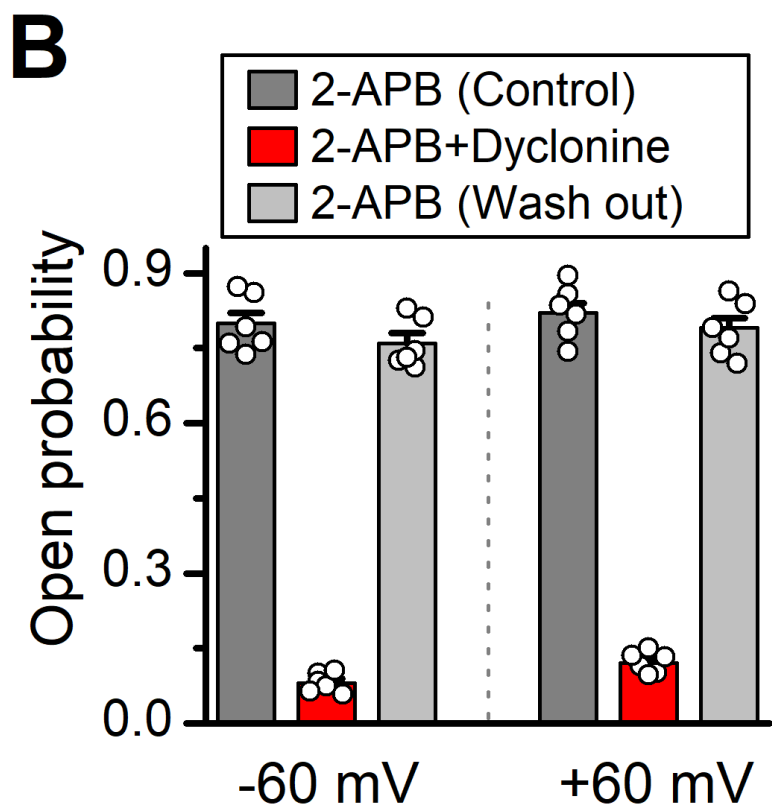 B
2-APB (Control)
2-APB+Dyclonine
2-APB (Wash out)
Open probability
0.9
0.6
0.3
0.0
-60 mV
+60 mV